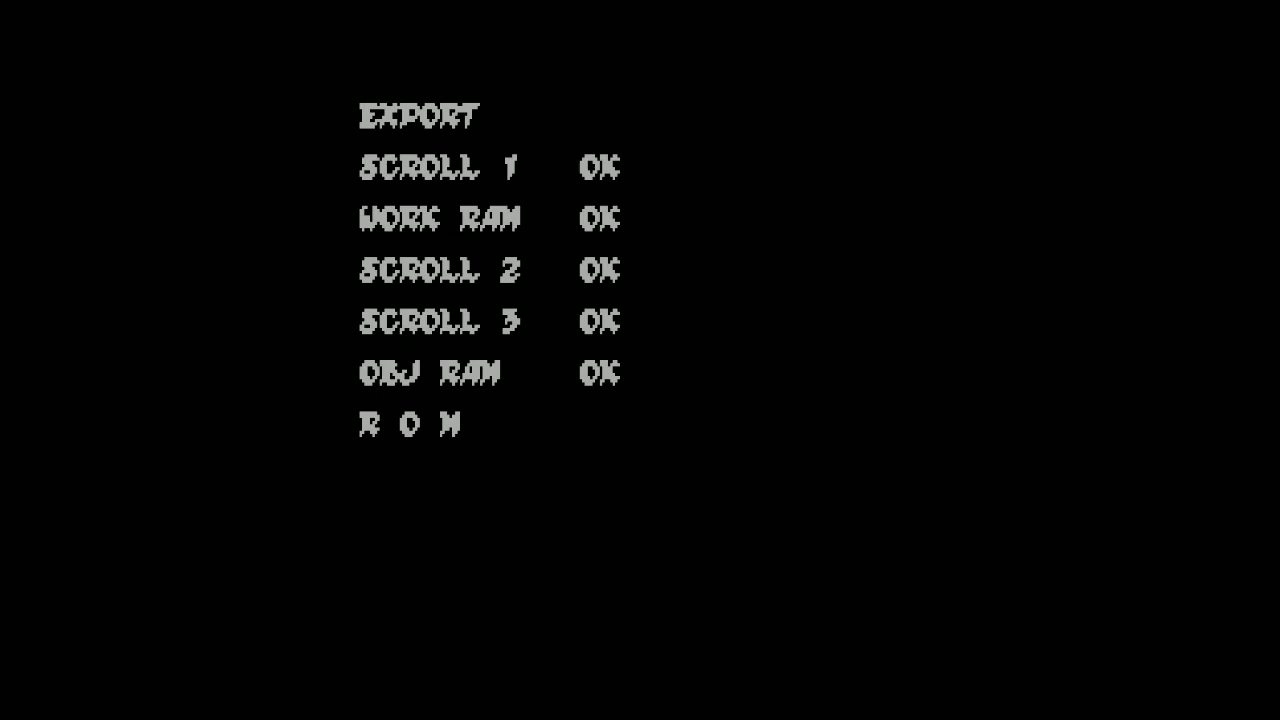 EXPORT
SCROLL 1 OK
WORK RAM OK
SCROLL 2 OK
SCROLL 3 OK
OBJ RAM OK
R O M